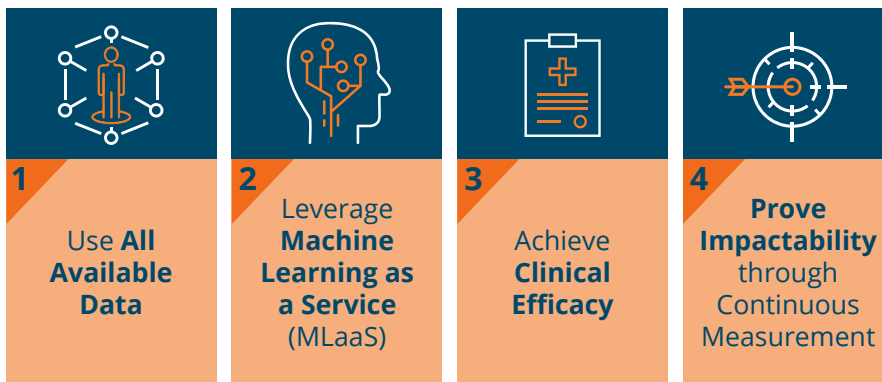 1
Use All
Available
Data
2
Leverage
Machine
Learning as
a Service
(MLaaS)
3
Achieve
Clinical
Efficacy
4
Prove
Impactability
through
Continuous
Measurement